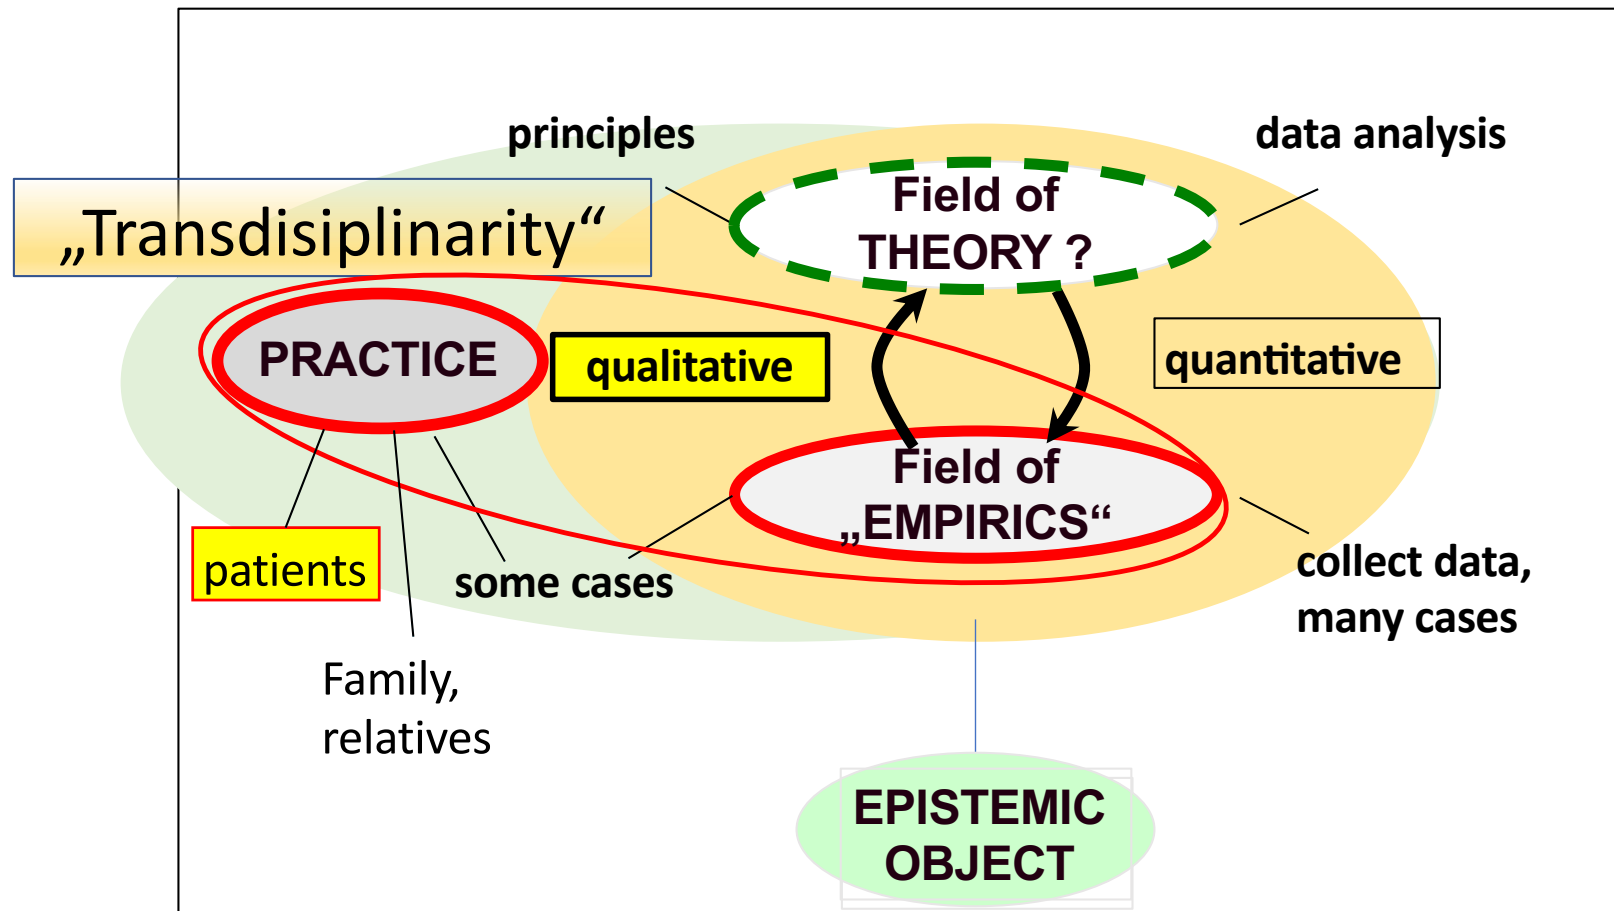 principles
data analysis
„Transdisiplinarity“
Field of
THEORY ?
PRACTICE
qualitative
quantitative
Field of
„EMPIRICS“
patients
some cases
collect data,
many cases
Family,
relatives
EPISTEMIC
OBJECT